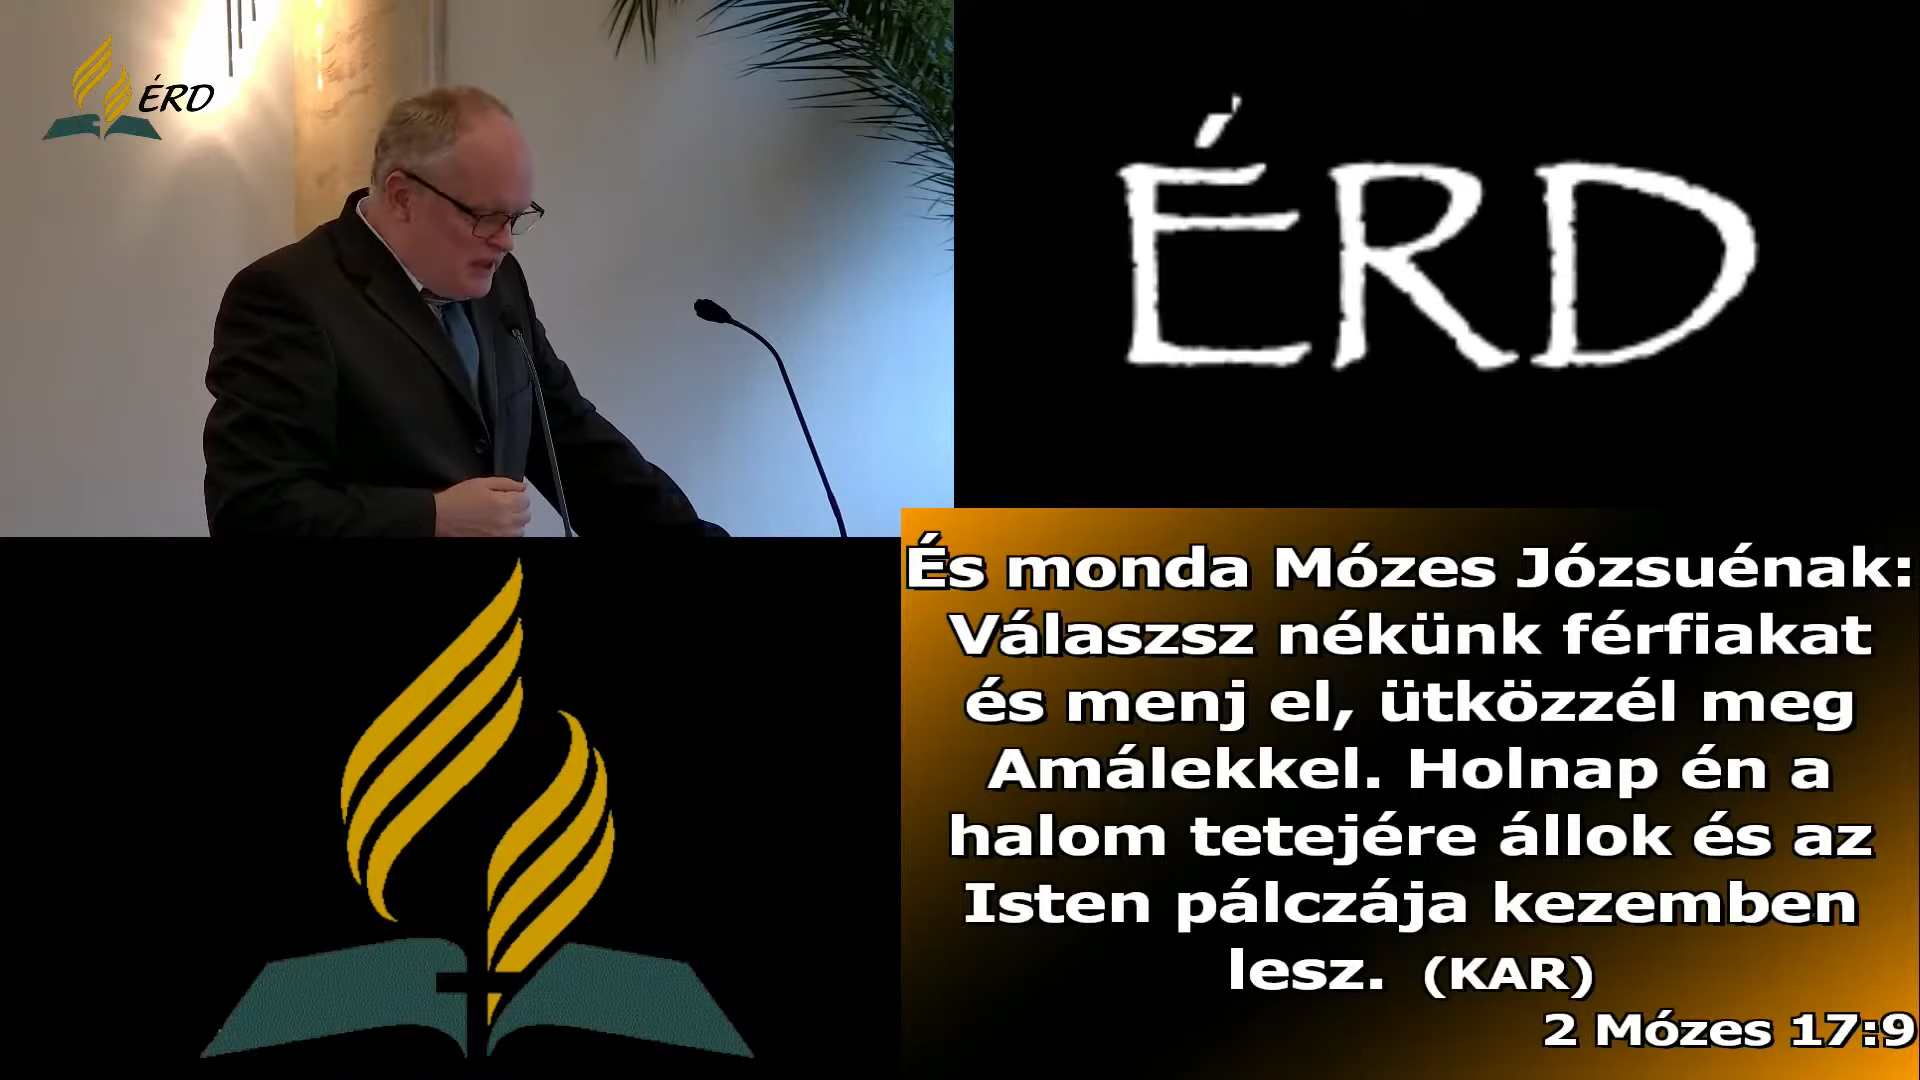 ÉRD
ÉRD
És monda Mózes Józsuénak:
Válaszsz nékünk férfiakat
és menj el, ütközzél meg
Amálekkel. Holnap én a
halom tetejére állok és az
Isten pálczája kezemben
lesz. (KAR)
2 Mózes 17:9